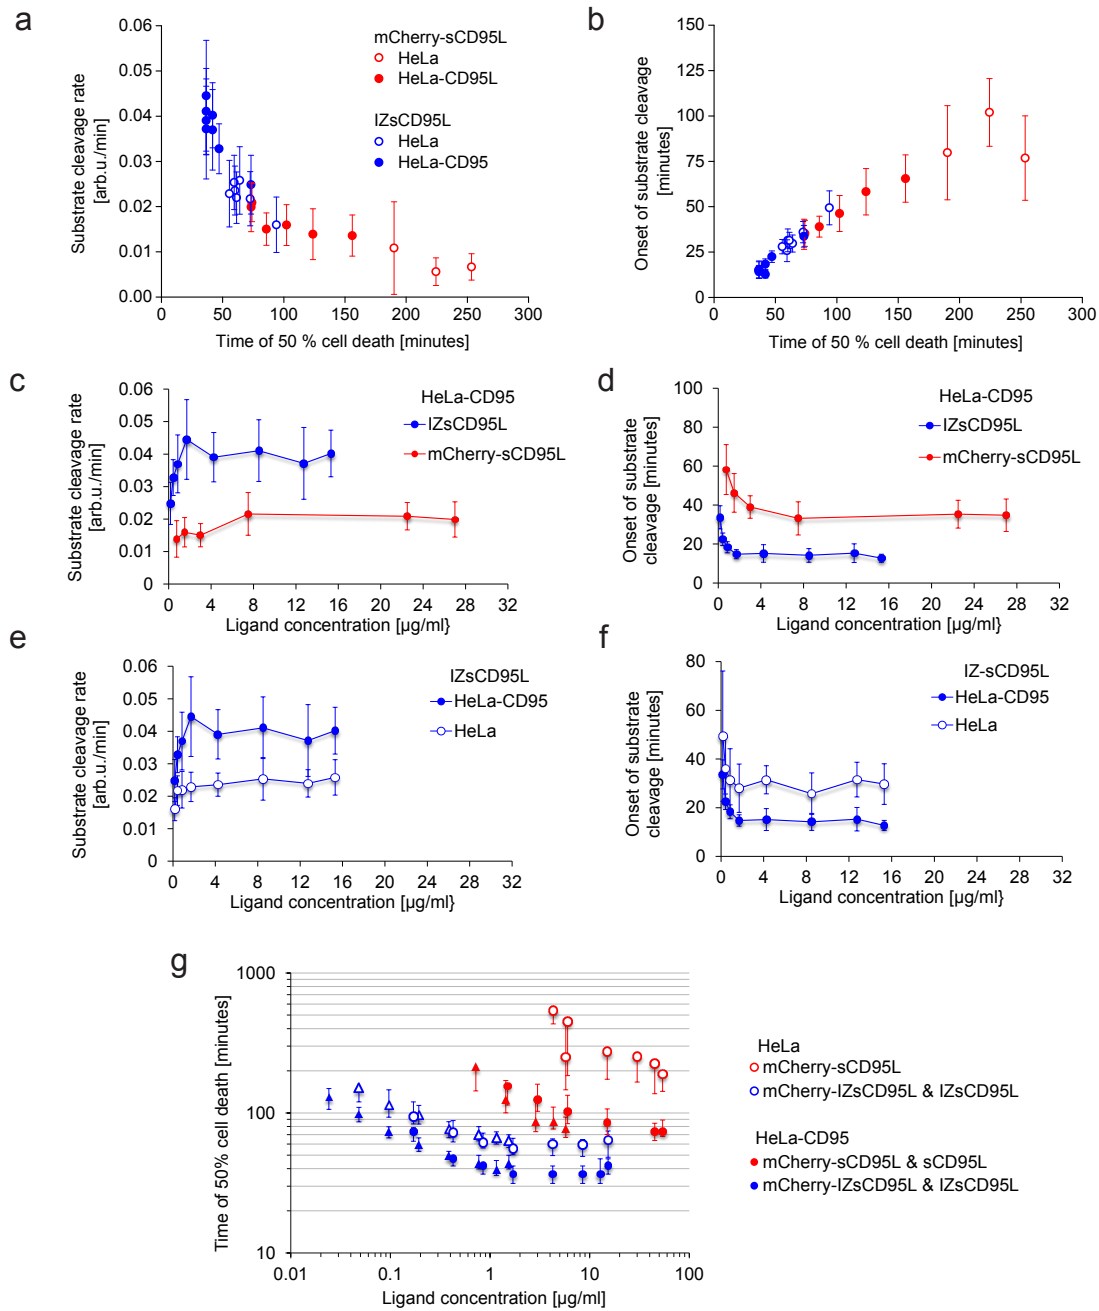 a
Substrate cleavage rate
[arb.u./min]
0.06
0.05
0.04
0.03
0.02
0.01
0.00
0
50
100
150
200
250
300
Time of 50 % cell death [minutes]
mCherry-sCD95L
HeLa
HeLa-CD95L
IZsCD95L
HeLa
HeLa-CD95
b
Onset of substrate cleavage
[minutes]
150
125
100
75
50
25
0
0
50
100
150
200
250
300
Time of 50 % cell death [minutes]
c
Substrate cleavage rate
[arb.u./min]
0.06
0.05
0.04
0.03
0.02
0.01
0
0
4
8
12
16
20
24
28
32
Ligand concentration [µg/ml}
HeLa-CD95
IZsCD95L
mCherry-sCD95L
d
Onset of substrate
cleavage [minutes]
100
80
60
40
20
0
0
4
8
12
16
20
24
28
32
Ligand concentration [µg/ml}
HeLa-CD95
IZsCD95L
mCherry-sCD95L
e
Substrate cleavage rate
[arb.u./min]
0.06
0.05
0.04
0.03
0.02
0.01
0
0
4
8
12
16
20
24
28
32
Ligand concentration [µg/ml}
IZsCD95L
HeLa-CD95
HeLa
f
Onset of substrate
cleavage [minutes]
80
60
40
20
0
0
4
8
12
16
20
24
28
32
Ligand concentration [µg/ml}
IZ-sCD95L
HeLa-CD95
HeLa
g
Time of 50% cell death [minutes]
1000
100
10
0.01
0.1
1
10
100
Ligand concentration [µg/ml]
HeLa
mCherry-sCD95L
mCherry-IZsCD95L & IZsCD95L
HeLa-CD95
mCherry-sCD95L & sCD95L
mCherry-IZsCD95L & IZsCD95L